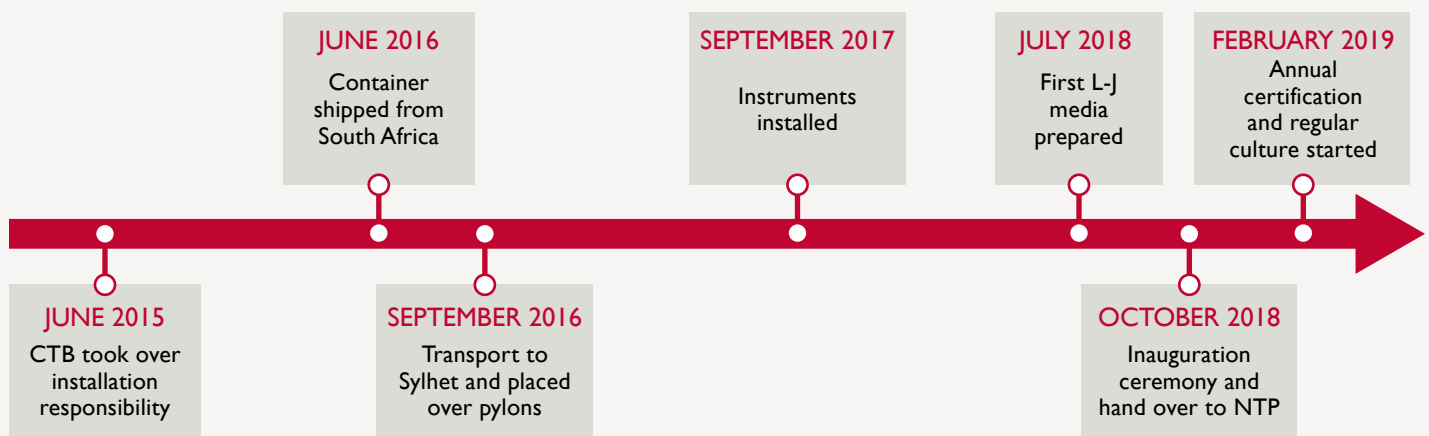 JUNE 2016
Container
shipped from
South Africa
SEPTEMBER 2017
Instruments
installed
JULY 2018
First L-J
media
prepared
FEBRUARY 2019
Annual
certification
and regular
culture started
JUNE 2015
CTB took over
installation
responsibility
SEPTEMBER 2016
Transport to
Sylhet and placed
over pylons
OCTOBER 2018
Inauguration
ceremony and
hand over to NTP